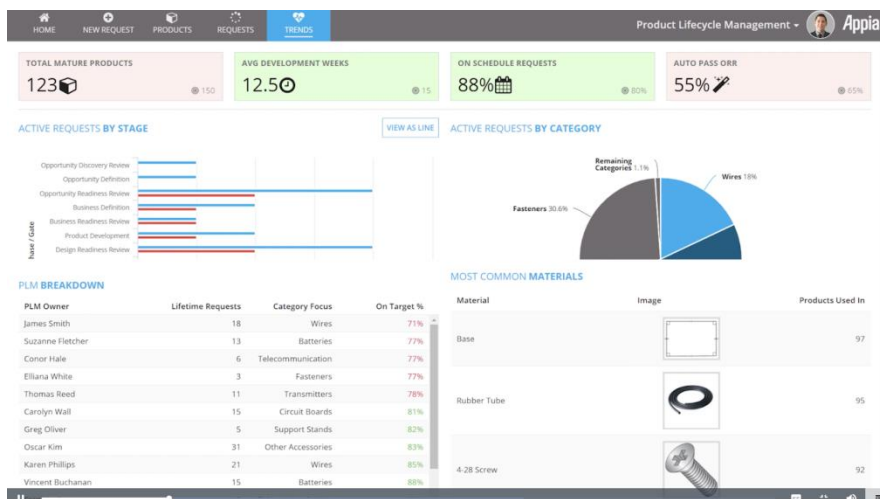 HOME
NEW REQUEST
PRODUCTS
REQUESTS
TRENDS
Product Lifecycle Management
Appia
TOTAL MATURE PRODUCTS
123
150
AVG DEVELOPMENT WEEKS
12.5
15
ON SCHEDULE REQUESTS
88%
80%
AUTO PASS ORR
55%
65%
ACTIVE REQUESTS BY STAGE
VIEW AS LINE
Opportunity Discovery Review
Opportunity Definition
Opportunity Readiness Review
Business Definition
Business Readiness Review
Product Development
Design Readiness Review
hase / Gate
ACTIVE REQUESTS BY CATEGORY
Remaining
Categories 1.1%
Wires 18%
Fasteners 30.6%
PLM BREAKDOWN
PLM Owner Lifetime Requests Category Focus On Target %
James Smith 18 Wires 71%
Suzanne Fletcher 13 Batteries 77%
Conor Hale 6 Telecommunication 77%
Elliana White 3 Fasteners 77%
Thomas Reed 11 Transmitters 78%
Carolyn Wall 15 Circuit Boards 81%
Greg Oliver 5 Support Stands 82%
Oscar Kim 31 Other Accessories 83%
Karen Phillips 21 Wires 85%
Vincent Buchanan 15 Batteries 88%
MOST COMMON MATERIALS
Material Image Products Used In
Base 97
Rubber Tube 95
4-28 Screw 92